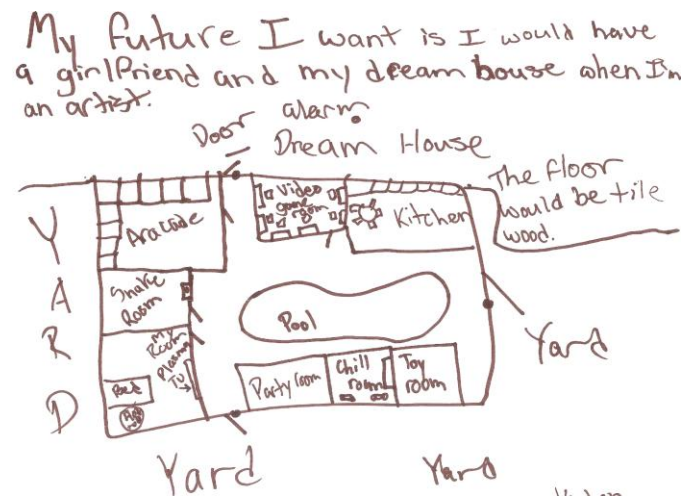 My future I want is I would have
a girlfriend and my dream house when I'm
an artist.
Door alarm
Dream House
The floor
would be tile
wood.
Video
game
room
Kitchen
Aracade
YARD
Snake
Room
My
Room
Plasma
TV
Bed
Pool
Party room
Chill
room
Toy
room
Yard
Yard
Yard